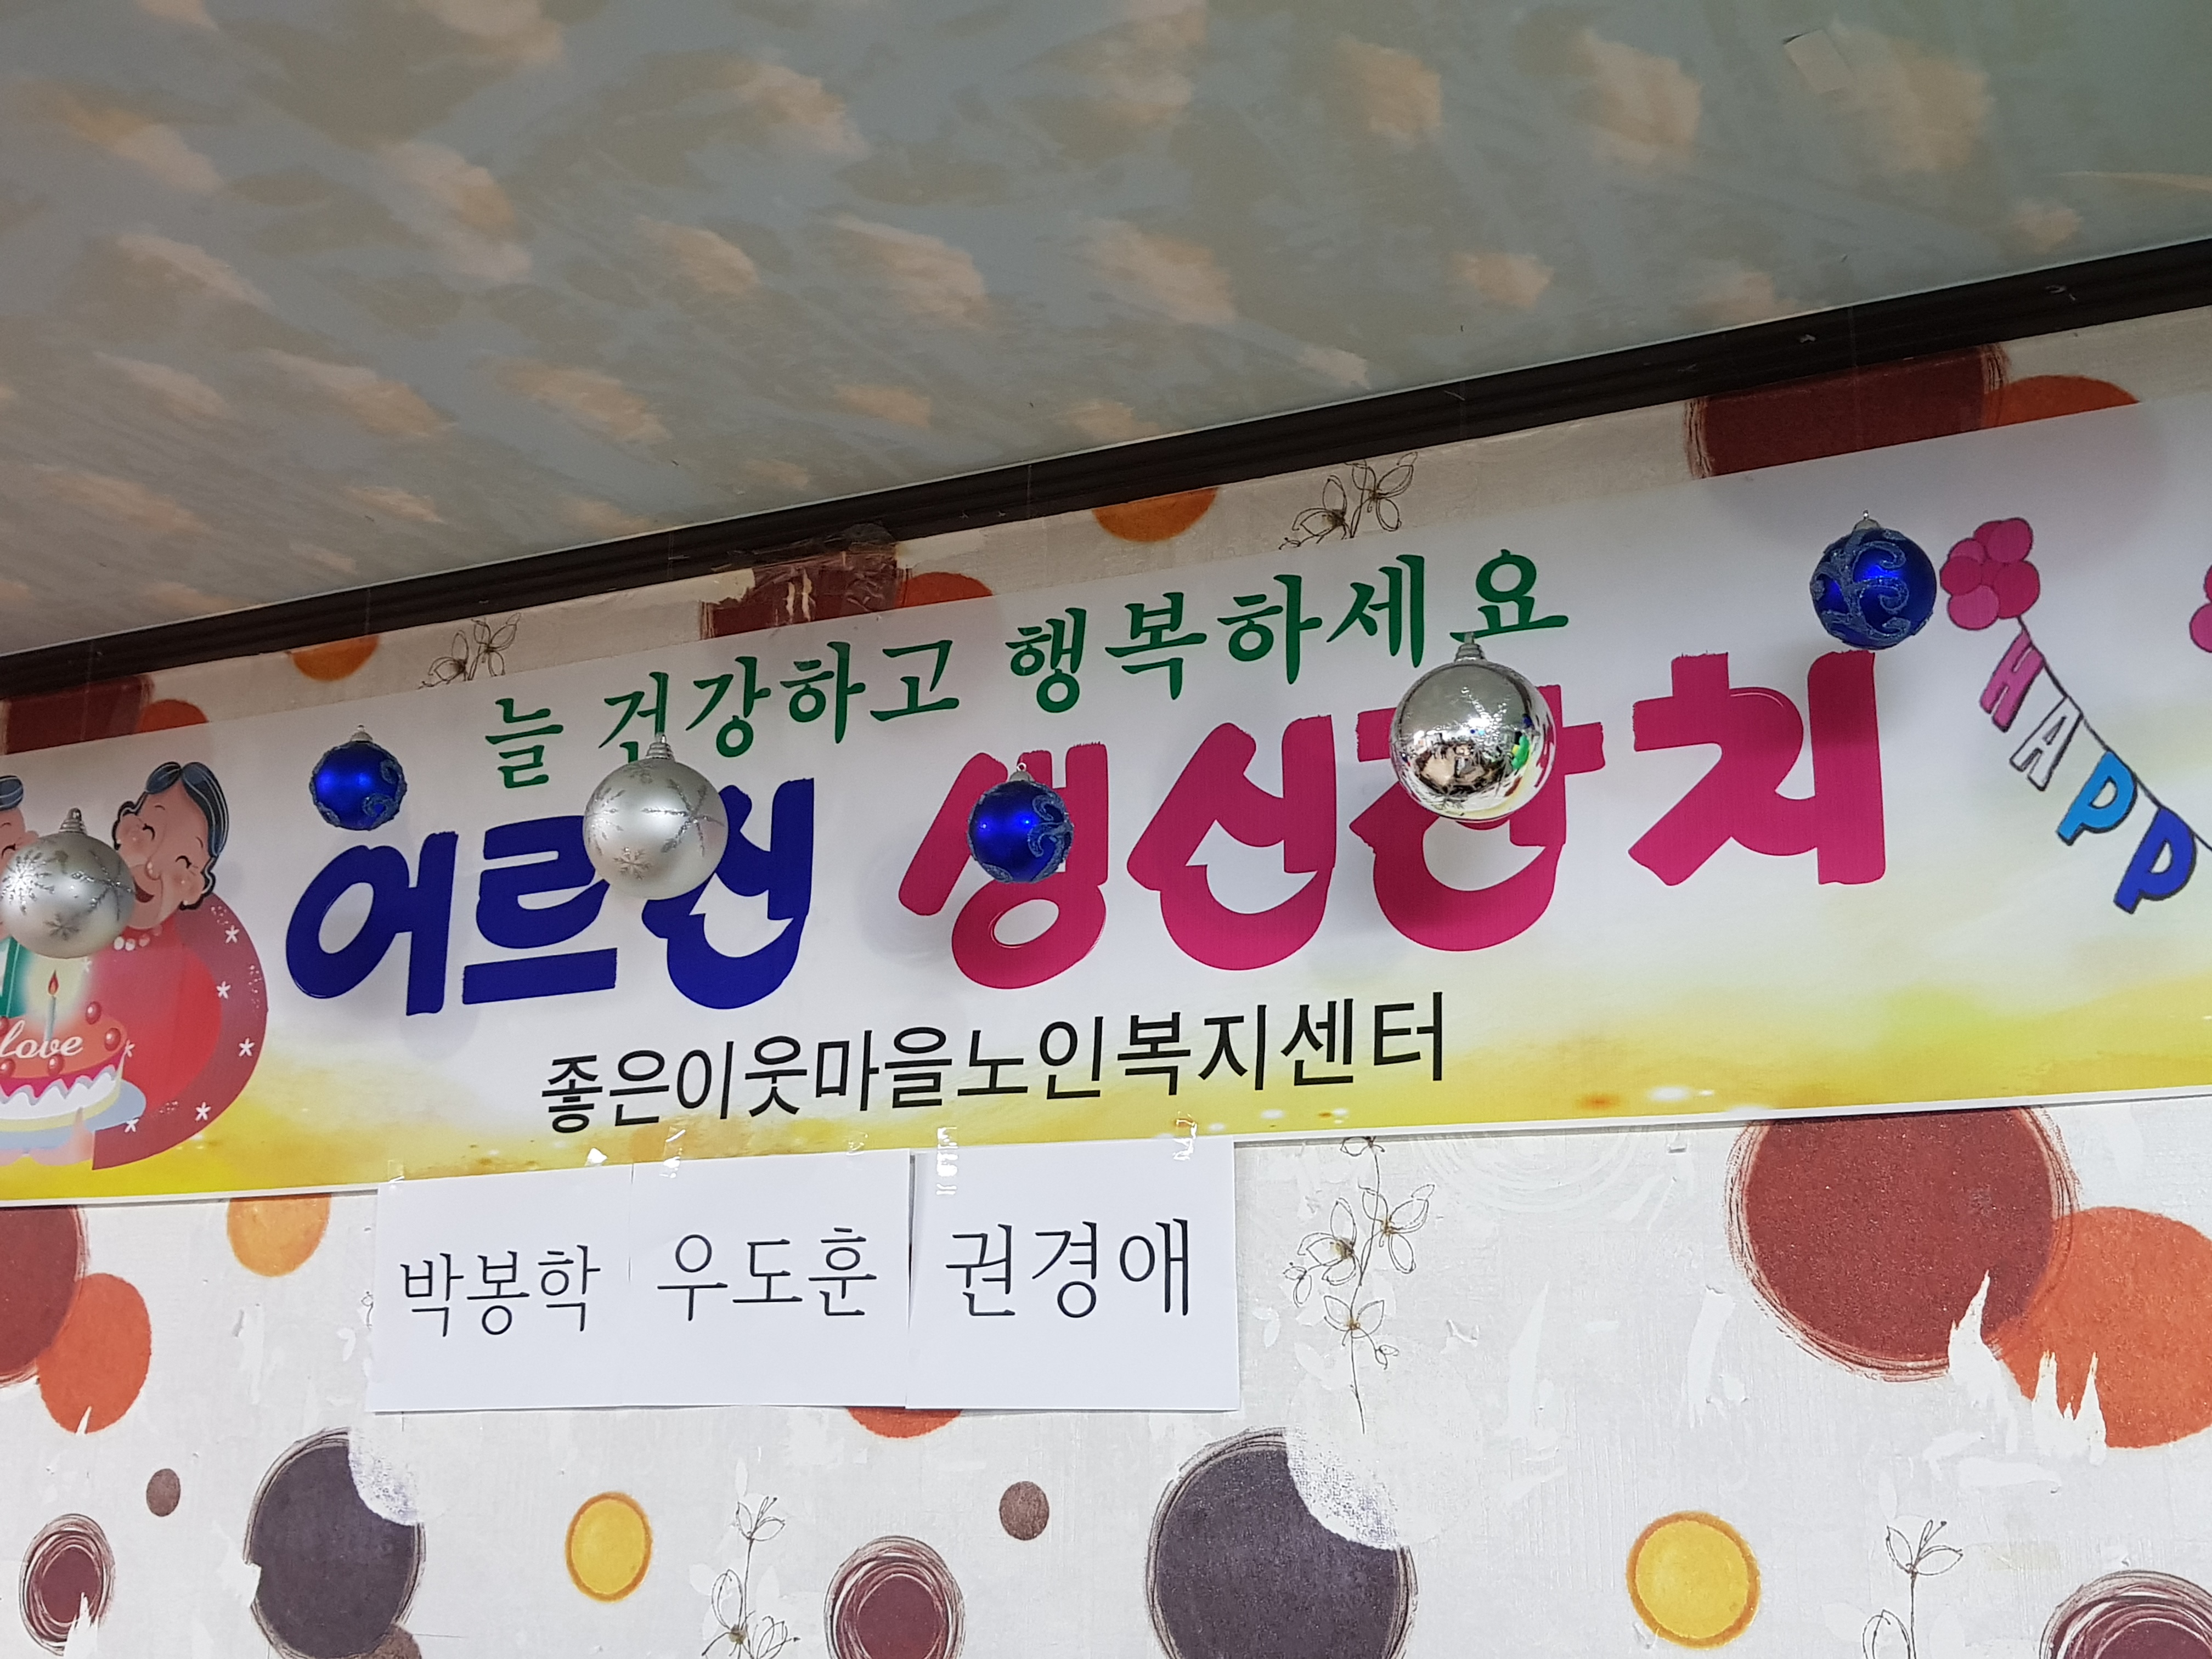 늘 건강하고 행복하세요
어르신 생신잔치
좋은이웃마을노인복지센터
love
HAPP
박봉학 우도훈 권경애